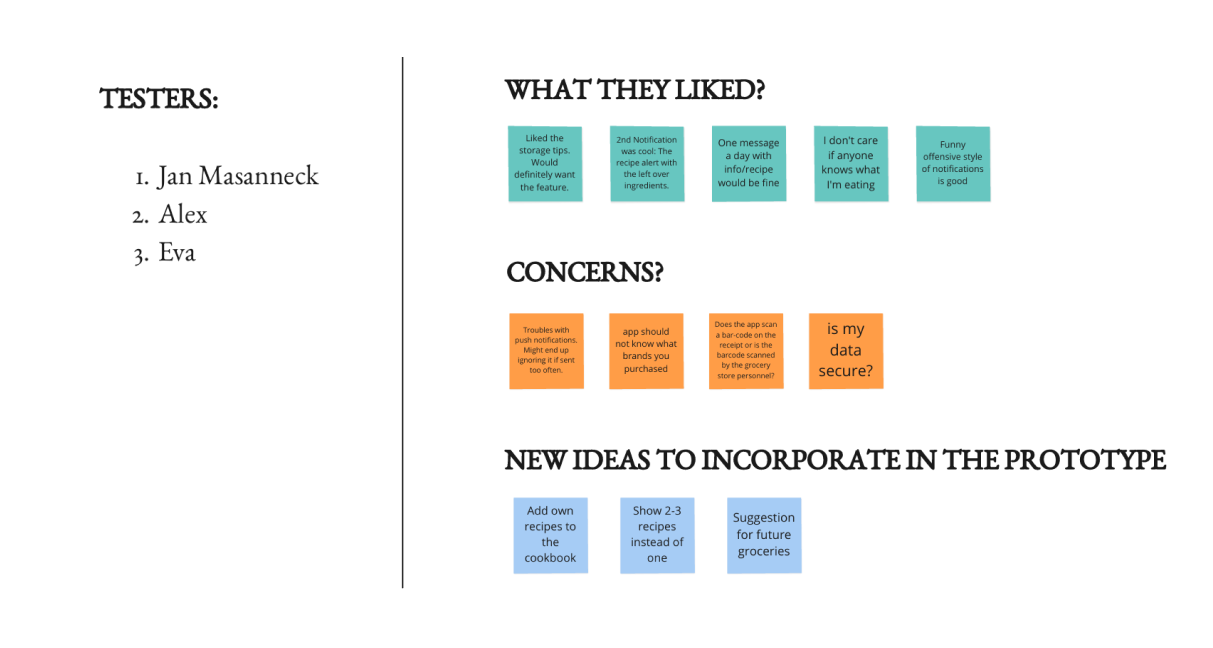 TESTERS:
1. Jan Masanneck
2. Alex
3. Eva
WHAT THEY LIKED?
Liked the
storage tips.
Would
definitely want
the feature.
2nd Notification
was cool: The
recipe alert with
the left over
ingredients.
One message
a day with
info/recipe
would be fine
I don't care
if anyone
knows what
I'm eating
Funny
offensive style
of notifications
is good
CONCERNS?
Troubles with
push notifications.
Might end up
ignoring it if sent
too often.
app should
not know what
brands you
purchased
Does the app scan
a bar-code on the
receipt or is the
barcode scanned
by the grocery
store personnel?
is my
data
secure?
NEW IDEAS TO INCORPORATE IN THE PROTOTYPE
Add own
recipes to
the
cookbook
Show 2-3
recipes
instead of
one
Suggestion
for future
groceries